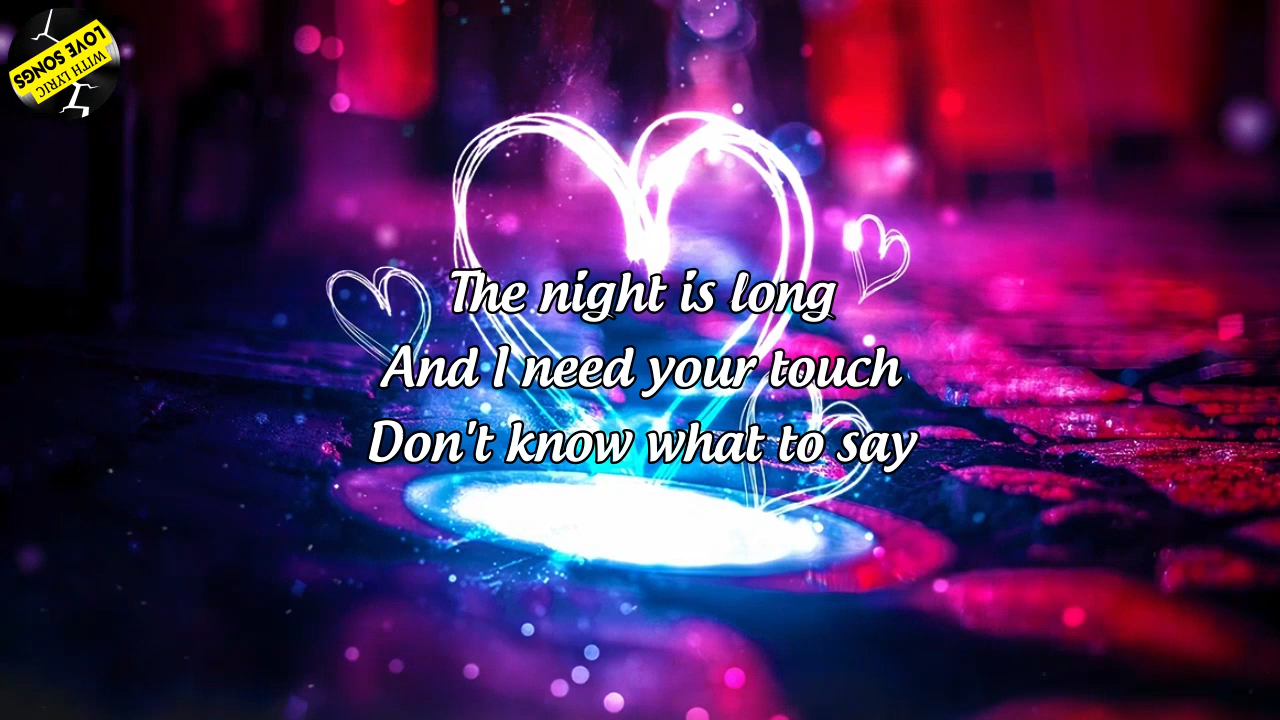 LOVE SONGS
WITH LYRIC
The night is long
And I need your touch
Don't know what to say